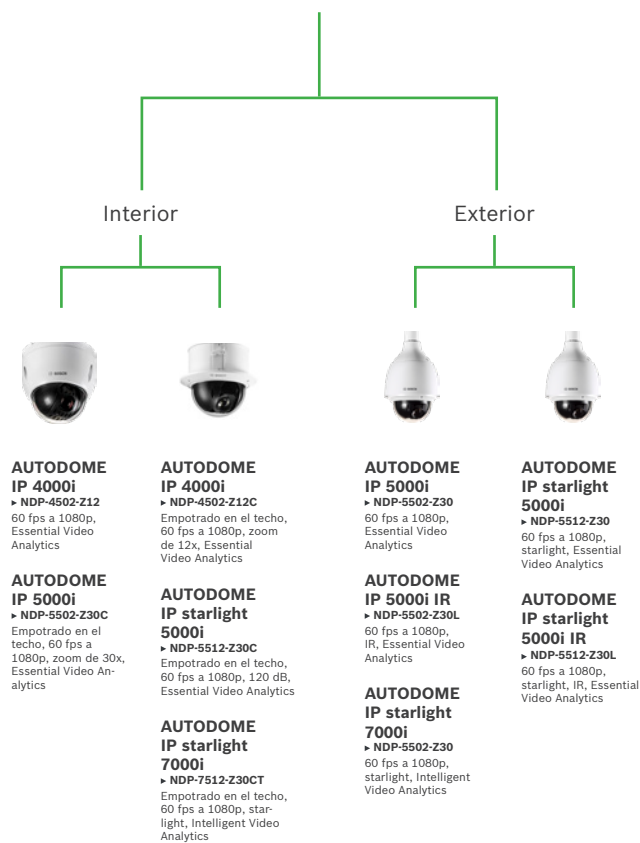 Interior
Exterior
AUTODOME
IP 4000i
▸ NDP-4502-Z12
60 fps a 1080p,
Essential Video
Analytics
AUTODOME
IP 5000i
▸ NDP-5502-Z30C
Empotrado en el
techo, 60 fps a
1080p, zoom de 30x,
Essential Video An-
alytics
AUTODOME
IP 4000i
▸ NDP-4502-Z12C
Empotrado en el techo,
60 fps a 1080p, zoom
de 12x, Essential
Video Analytics
AUTODOME
IP starlight
5000i
▸ NDP-5512-Z30C
Empotrado en el techo,
60 fps a 1080p, 120 dB,
Essential Video Analytics
AUTODOME
IP starlight
7000i
▸ NDP-7512-Z30CT
Empotrado en el techo,
60 fps a 1080p, star-
light, Intelligent Video
Analytics
AUTODOME
IP 5000i
▸ NDP-5502-Z30
60 fps a 1080p,
Essential Video
Analytics
AUTODOME
IP 5000i IR
▸ NDP-5502-Z30L
60 fps a 1080p,
IR, Essential Video
Analytics
AUTODOME
IP starlight
7000i
▸ NDP-5502-Z30
60 fps a 1080p,
starlight, Intelligent
Video Analytics
AUTODOME
IP starlight
5000i
▸ NDP-5512-Z30
60 fps a 1080p,
starlight, Essential
Video Analytics
AUTODOME
IP starlight
5000i IR
▸ NDP-5512-Z30L
60 fps a 1080p,
starlight, IR, Essential
Video Analytics